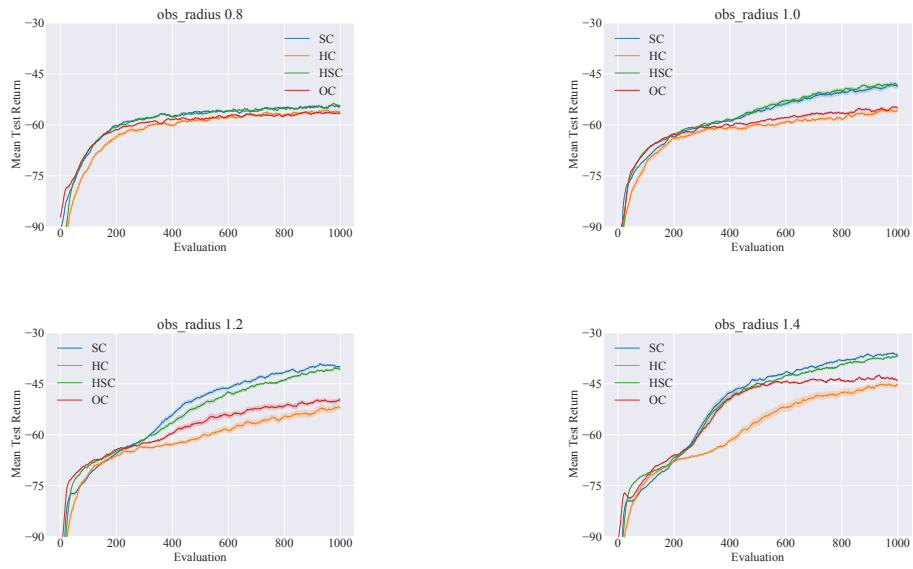 obs_radius 0.8
−30
−45
−60
−75
−90
Mean Test Return
SC
HC
HSC
OC
0 200 400 600 800 1000
Evaluation
obs_radius 1.0
−30
−45
−60
−75
−90
Mean Test Return
SC
HC
HSC
OC
0 200 400 600 800 1000
Evaluation
obs_radius 1.2
−30
−45
−60
−75
−90
Mean Test Return
SC
HC
HSC
OC
0 200 400 600 800 1000
Evaluation
obs_radius 1.4
−30
−45
−60
−75
−90
Mean Test Return
SC
HC
HSC
OC
0 200 400 600 800 1000
Evaluation